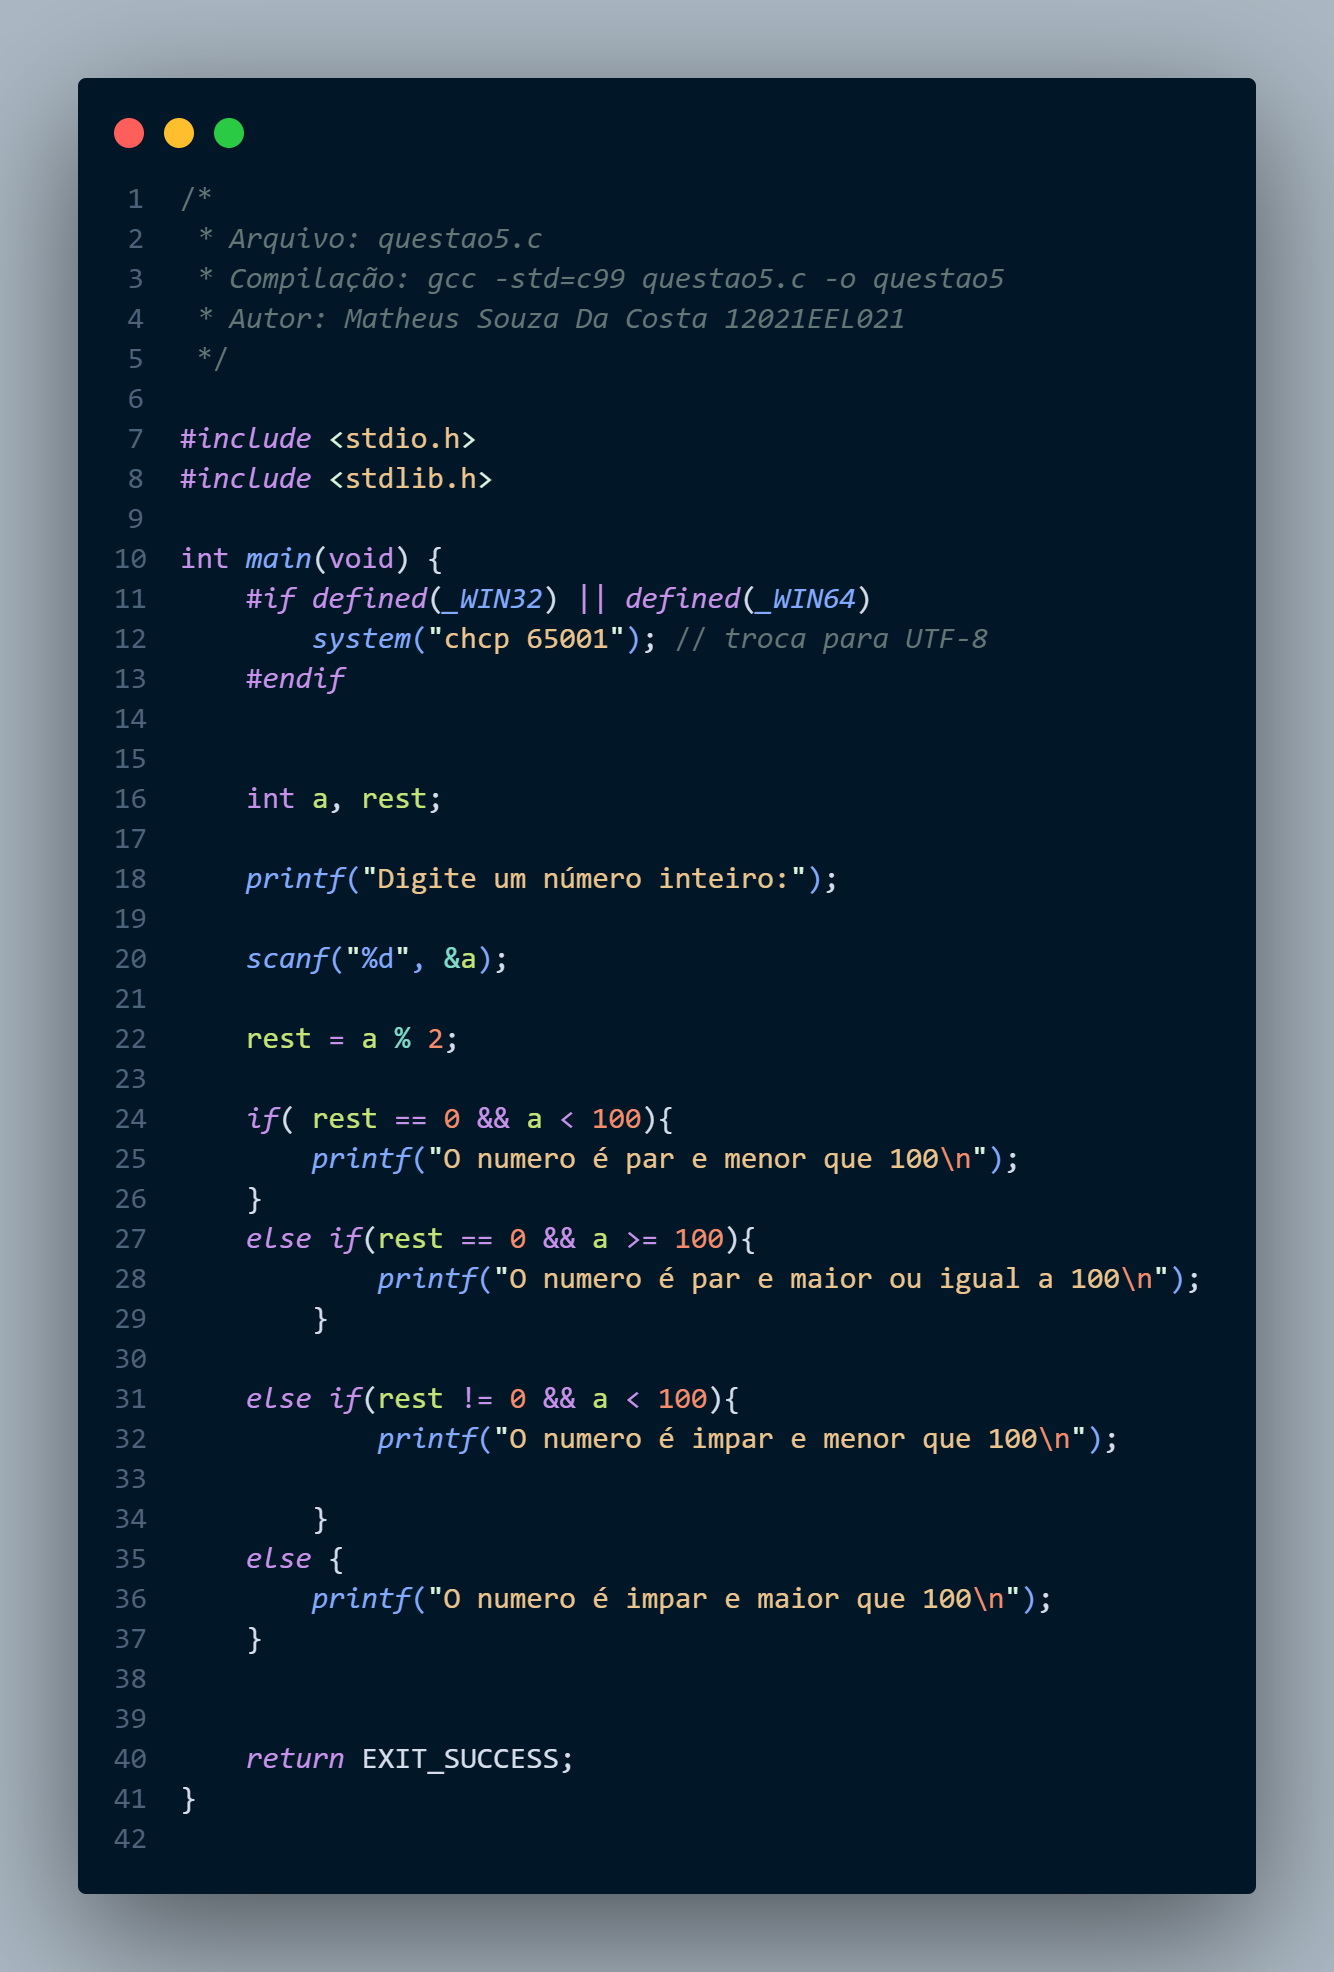 1 /*
2  * Arquivo: questao5.c
3  * Compilação: gcc -std=c99 questao5.c -o questao5
4  * Autor: Matheus Souza Da Costa 12021EEL021
5  */
6
7 #include <stdio.h>
8 #include <stdlib.h>
9
10 int main(void) {
11     #if defined(_WIN32) || defined(_WIN64)
12         system("chcp 65001"); // troca para UTF-8
13     #endif
14
15
16     int a, rest;
17
18     printf("Digite um número inteiro:");
19
20     scanf("%d", &a);
21
22     rest = a % 2;
23
24     if( rest == 0 && a < 100){
25         printf("O numero é par e menor que 100\n");
26     }
27     else if(rest == 0 && a >= 100){
28             printf("O numero é par e maior ou igual a 100\n");
29         }
30
31     else if(rest != 0 && a < 100){
32             printf("O numero é impar e menor que 100\n");
33
34         }
35     else {
36         printf("O numero é impar e maior que 100\n");
37     }
38
39
40     return EXIT_SUCCESS;
41 }
42